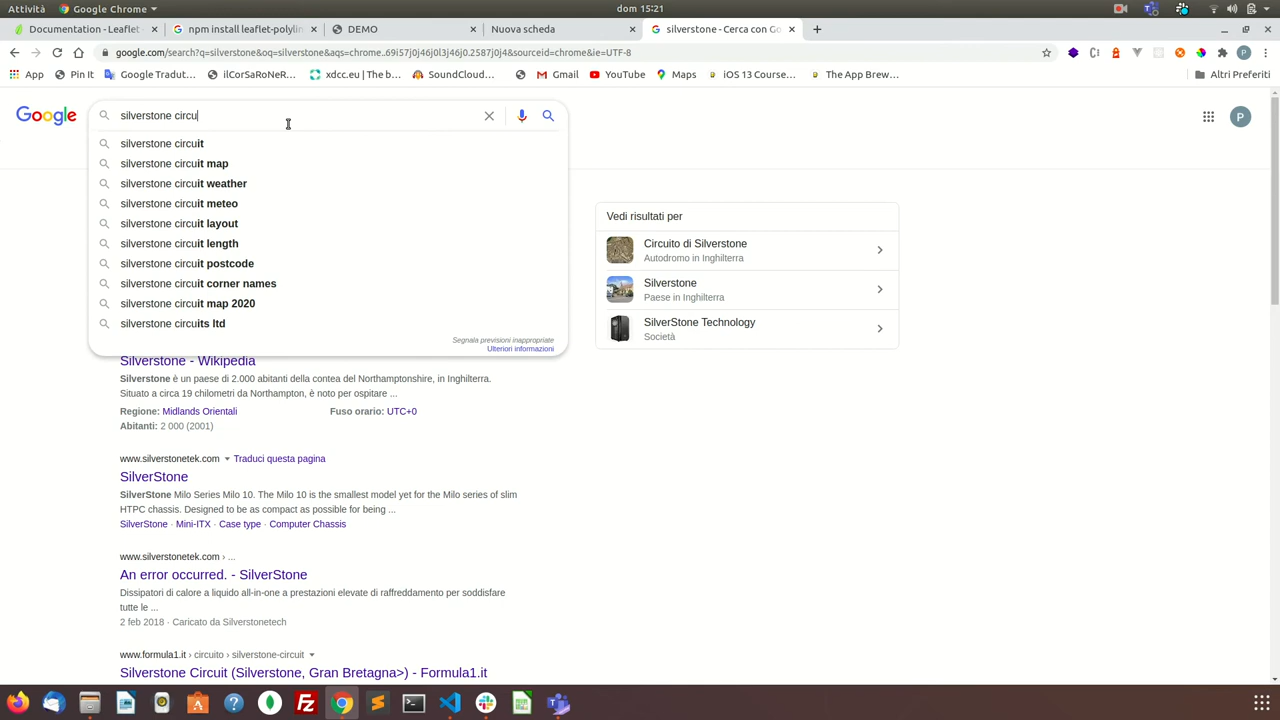 Attività
Google Chrome
dom 15:21
Documentation - Leaflet
npm install leaflet-polylin
DEMO
Nuova scheda
silverstone - Cerca con Go
google.com/search?q=silverstone&oq=silverstone&aqs=chrome..69i57j0j46j0l3j46j0.2587j0j4&sourceid=chrome&ie=UTF-8
App
Pin It
Google Tradut...
ilCorSaRoNeR...
xdcc.eu | The b...
SoundCloud...
Gmail
YouTube
Maps
iOS 13 Course...
The App Brew...
Altri Preferiti
Google
silverstone circu
P
silverstone circuit
silverstone circuit map
silverstone circuit weather
silverstone circuit meteo
silverstone circuit layout
silverstone circuit length
silverstone circuit postcode
silverstone circuit corner names
silverstone circuit map 2020
silverstone circuits ltd
Segnala previsioni inappropriate
Ulteriori informazioni
Vedi risultati per
Circuito di Silverstone
Autodromo in Inghilterra
Silverstone
Paese in Inghilterra
SilverStone Technology
Società
Silverstone - Wikipedia
Silverstone è un paese di 2.000 abitanti della contea del Northamptonshire, in Inghilterra.
Situato a circa 19 chilometri da Northampton, è noto per ospitare ...
Regione: Midlands Orientali
Fuso orario: UTC+0
Abitanti: 2 000 (2001)
www.silverstonetek.com
Traduci questa pagina
SilverStone
SilverStone Milo Series Milo 10. The Milo 10 is the smallest model yet for the Milo series of slim
HTPC chassis. Designed to be as compact as possible for being ...
SilverStone · Mini-ITX · Case type · Computer Chassis
www.silverstonetek.com › ...
An error occurred. - SilverStone
Dissipatori di calore a liquido all-in-one a prestazioni elevate di raffreddamento per soddisfare
tutte le ...
2 feb 2018 · Caricato da Silverstonetech
www.formula1.it › circuito › silverstone-circuit
Silverstone Circuit (Silverstone, Gran Bretagna>) - Formula1.it